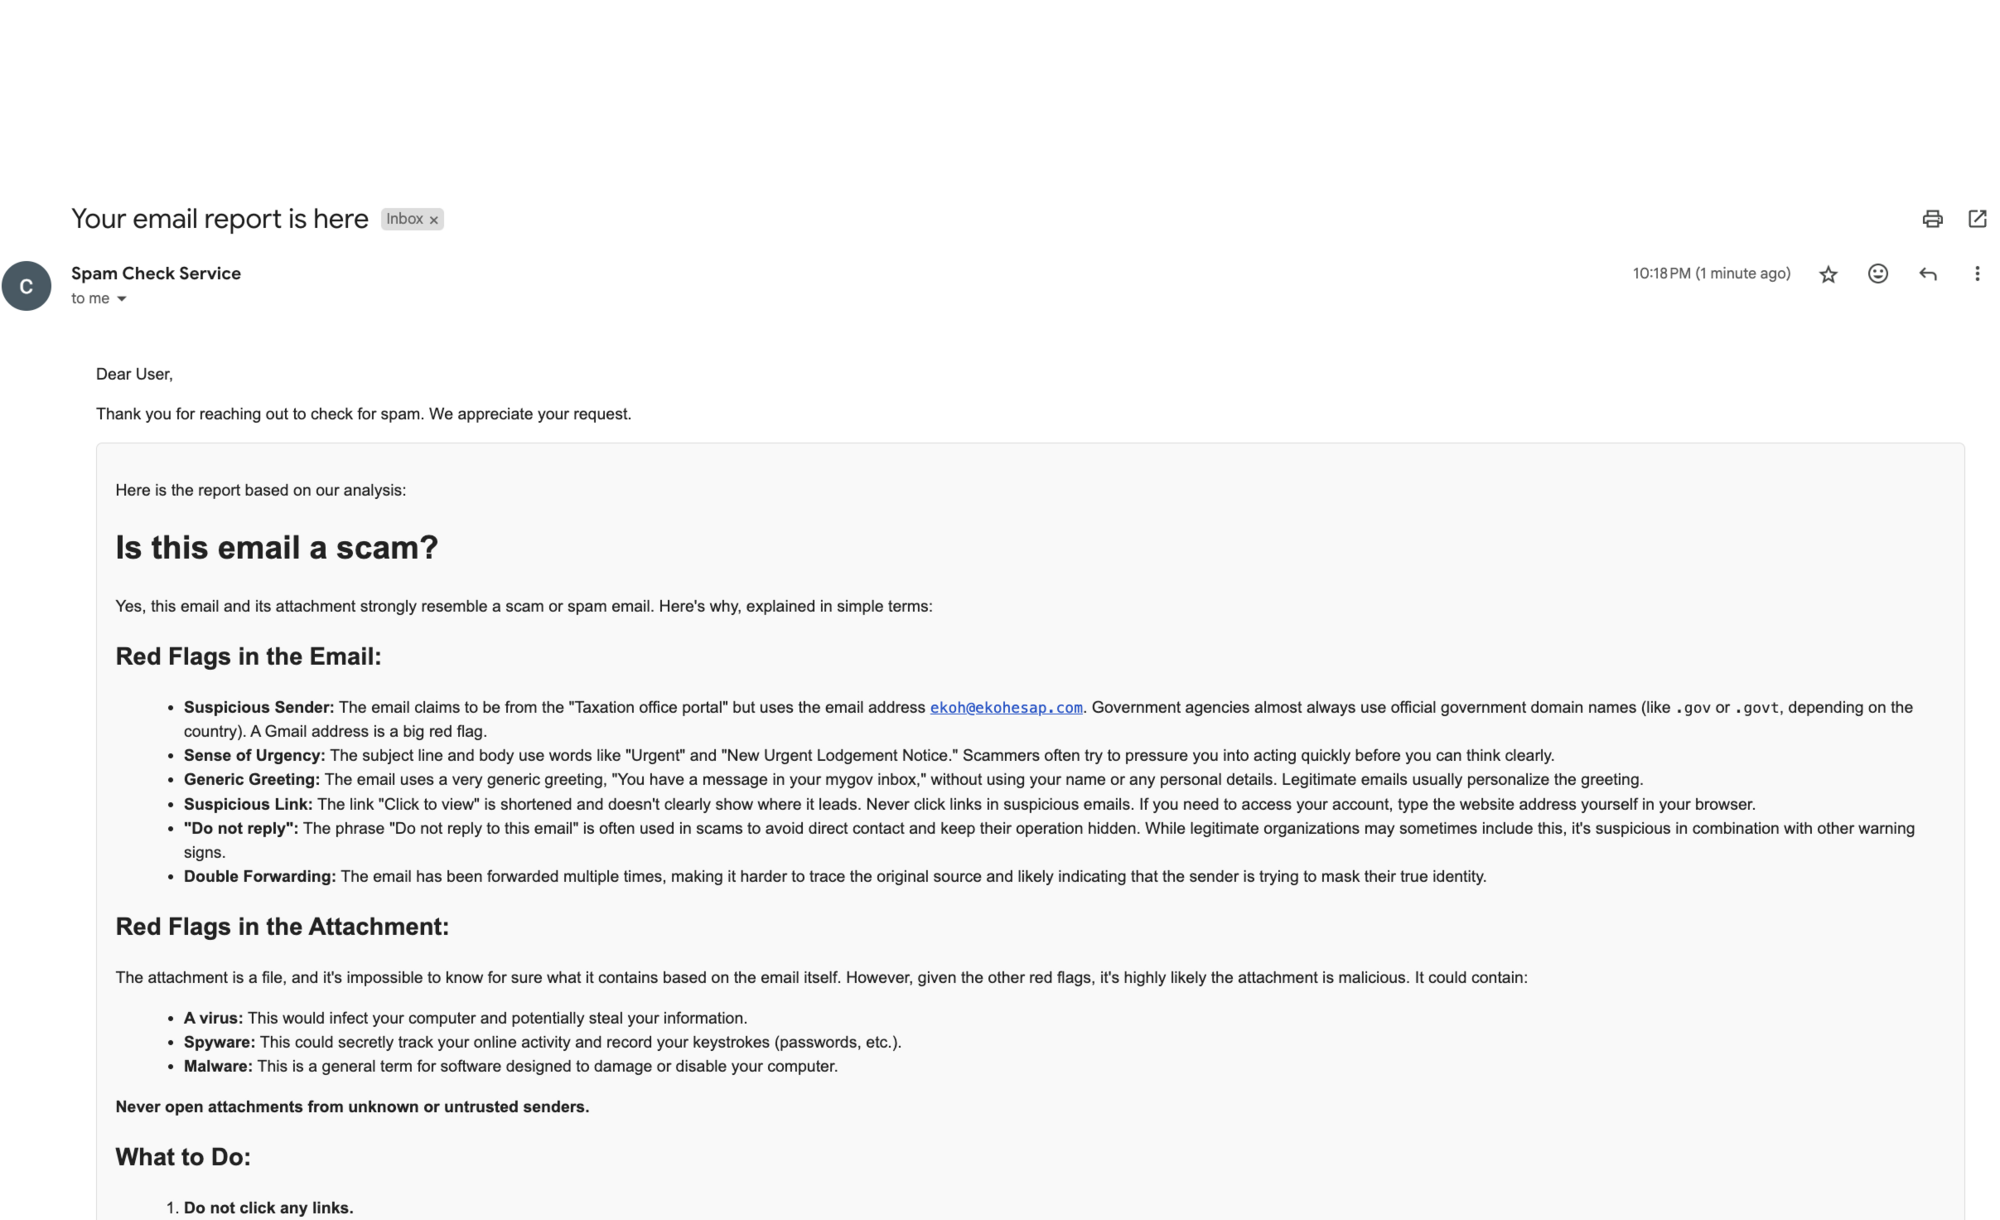 Your email report is here Inbox ×
C
Spam Check Service
10:18 PM (1 minute ago)
to me
Dear User,
Thank you for reaching out to check for spam. We appreciate your request.
Here is the report based on our analysis:
Is this email a scam?
Yes, this email and its attachment strongly resemble a scam or spam email. Here's why, explained in simple terms:
Red Flags in the Email:
• Suspicious Sender: The email claims to be from the "Taxation office portal" but uses the email address ekoh@ekohesap.com. Government agencies almost always use official government domain names (like .gov or .govt, depending on the
country). A Gmail address is a big red flag.
• Sense of Urgency: The subject line and body use words like "Urgent" and "New Urgent Lodgement Notice." Scammers often try to pressure you into acting quickly before you can think clearly.
• Generic Greeting: The email uses a very generic greeting, "You have a message in your mygov inbox," without using your name or any personal details. Legitimate emails usually personalize the greeting.
• Suspicious Link: The link "Click to view" is shortened and doesn't clearly show where it leads. Never click links in suspicious emails. If you need to access your account, type the website address yourself in your browser.
• "Do not reply": The phrase "Do not reply to this email" is often used in scams to avoid direct contact and keep their operation hidden. While legitimate organizations may sometimes include this, it's suspicious in combination with other warning
signs.
• Double Forwarding: The email has been forwarded multiple times, making it harder to trace the original source and likely indicating that the sender is trying to mask their true identity.
Red Flags in the Attachment:
The attachment is a file, and it's impossible to know for sure what it contains based on the email itself. However, given the other red flags, it's highly likely the attachment is malicious. It could contain:
• A virus: This would infect your computer and potentially steal your information.
• Spyware: This could secretly track your online activity and record your keystrokes (passwords, etc.).
• Malware: This is a general term for software designed to damage or disable your computer.
Never open attachments from unknown or untrusted senders.
What to Do:
1. Do not click any links.